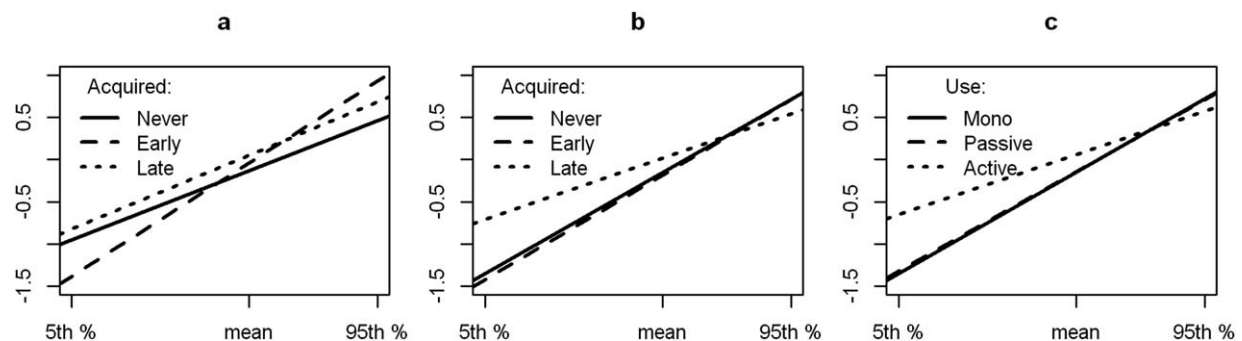 a
Acquired:
Never
Early
Late
0.5
-0.5
-1.5
5th %
mean
95th %
b
Acquired:
Never
Early
Late
0.5
-0.5
-1.5
5th %
mean
95th %
c
Use:
Mono
Passive
Active
0.5
-0.5
-1.5
5th %
mean
95th %